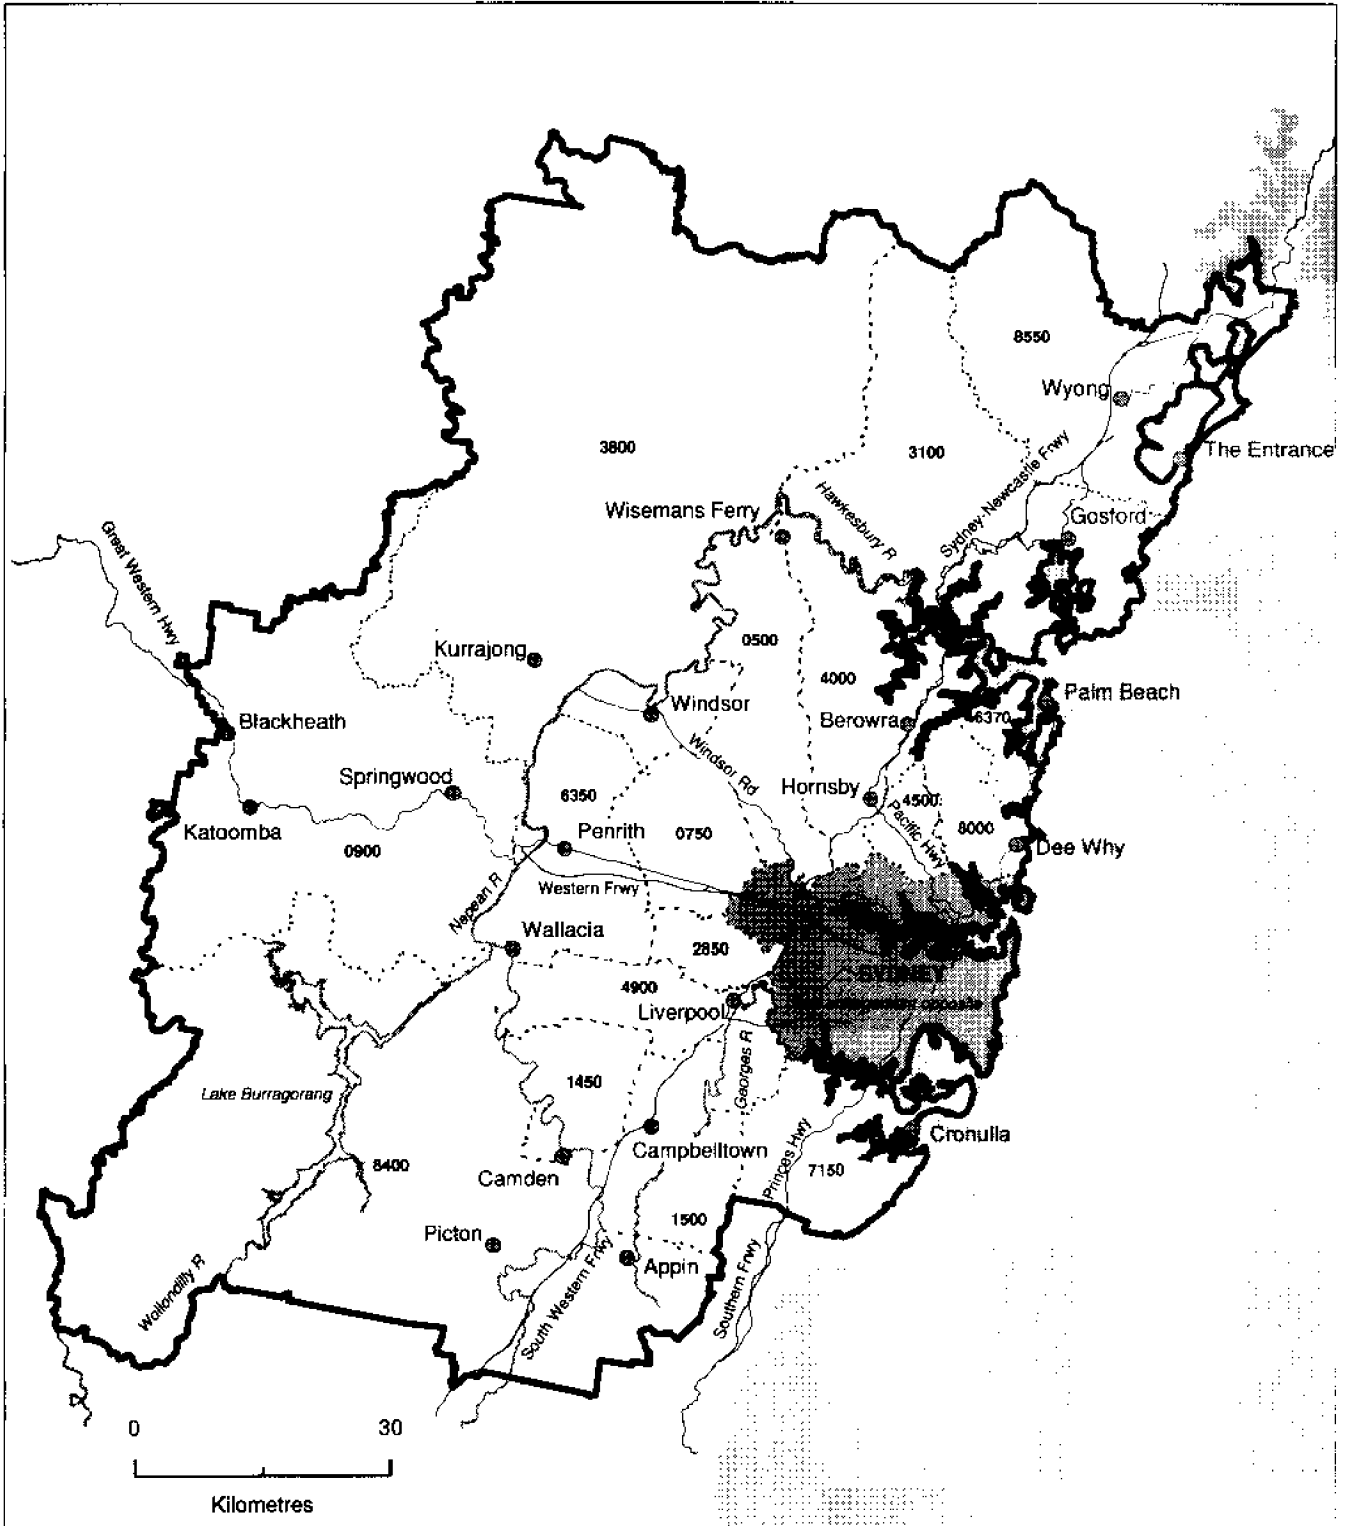 8550
Wyong
3800
3100
The Entrance
Sydney-Newcastle Frwy
Hawkesbury R
Wisemans Ferry
Gosford
Great Western Hwy
0500
Kurrajong
4000
Palm Beach
Windsor
6370
Blackheath
Berowra
Windsor Rd
Springwood
Hornsby
6350
4500
Pacific Hwy
Katoomba
Penrith
0750
8000
0900
Dee Why
Western Frwy
Nepean R
Wallacia
2850
SYDNEY
4900
opposite
Liverpool
Georges R
1450
Lake Burragorang
Cronulla
Campbelltown
Princes Hwy
7150
8400
Camden
1500
Picton
Appin
Wollondilly R
South Western Frwy
Southern Frwy
0 30
Kilometres